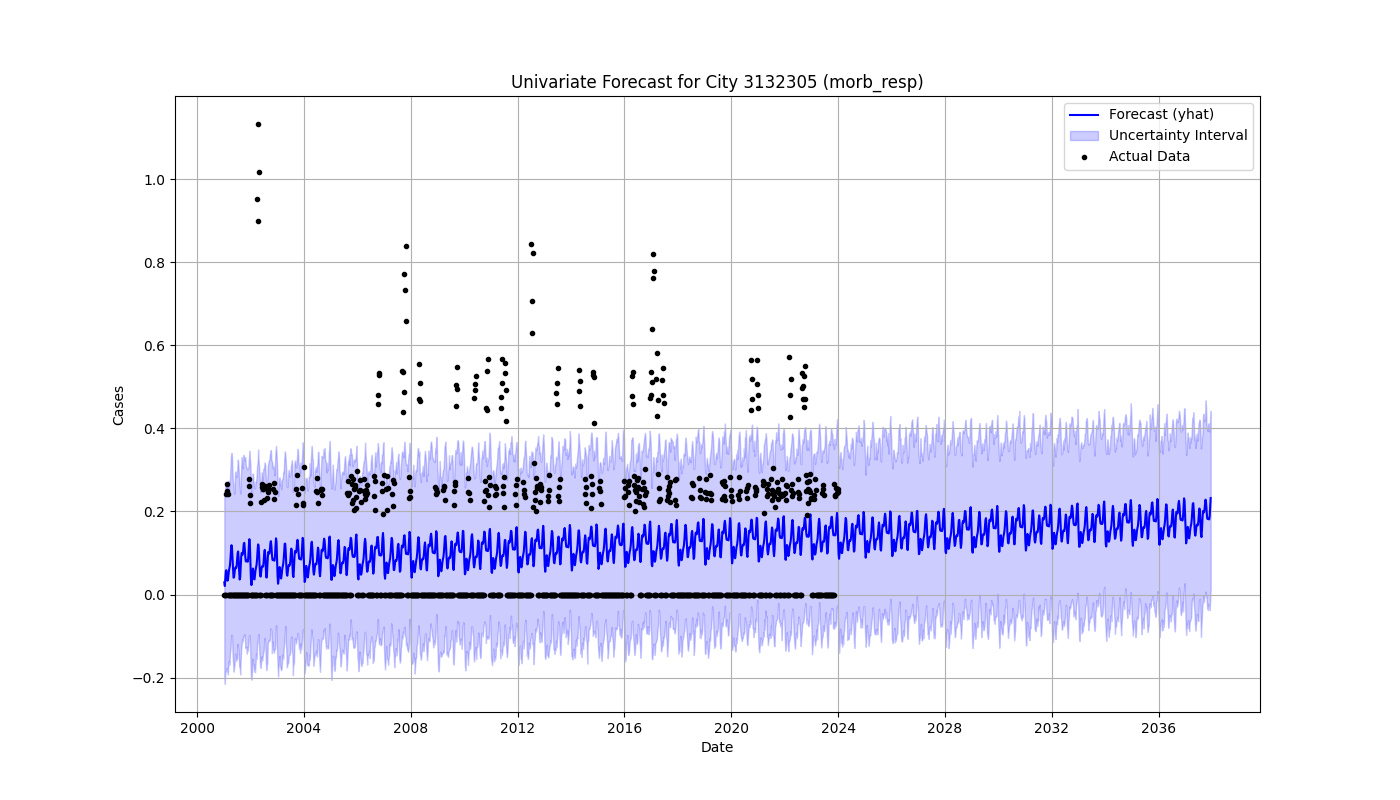 Univariate Forecast for City 3132305 (morb_resp)
Forecast (yhat)
Uncertainty Interval
Actual Data
Cases
1.0
0.8
0.6
0.4
0.2
0.0
−0.2
2000 2004 2008 2012 2016 2020 2024 2028 2032 2036
Date